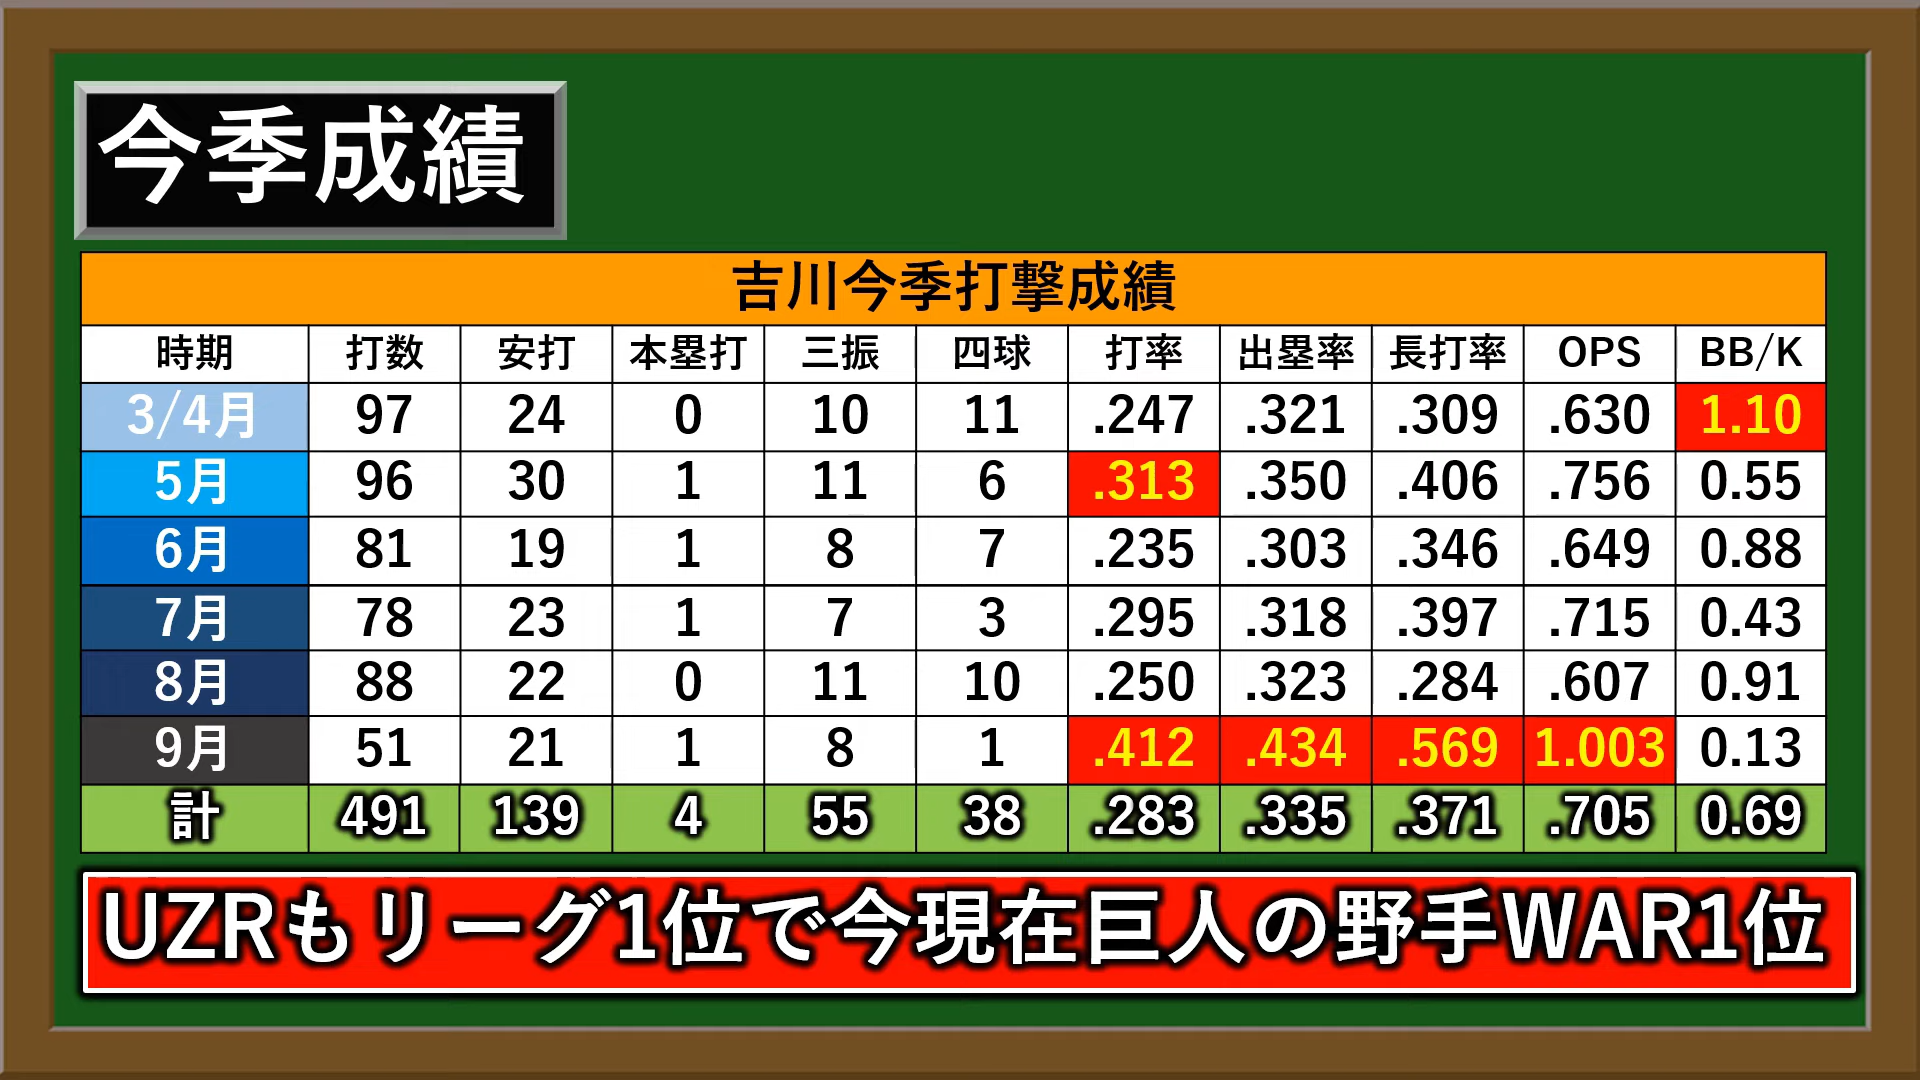 今季成績
吉川今季打撃成績
時期 打数 安打 本塁打 三振 四球 打率 出塁率 長打率 OPS BB/K
3/4月 97 24 0 10 11 .247 .321 .309 .630 1.10
5月 96 30 1 11 6 .313 .350 .406 .756 0.55
6月 81 19 1 8 7 .235 .303 .346 .649 0.88
7月 78 23 1 7 3 .295 .318 .397 .715 0.43
8月 88 22 0 11 10 .250 .323 .284 .607 0.91
9月 51 21 1 8 1 .412 .434 .569 1.003 0.13
計 491 139 4 55 38 .283 .335 .371 .705 0.69
UZRもリーグ1位で今現在巨人の野手WAR1位